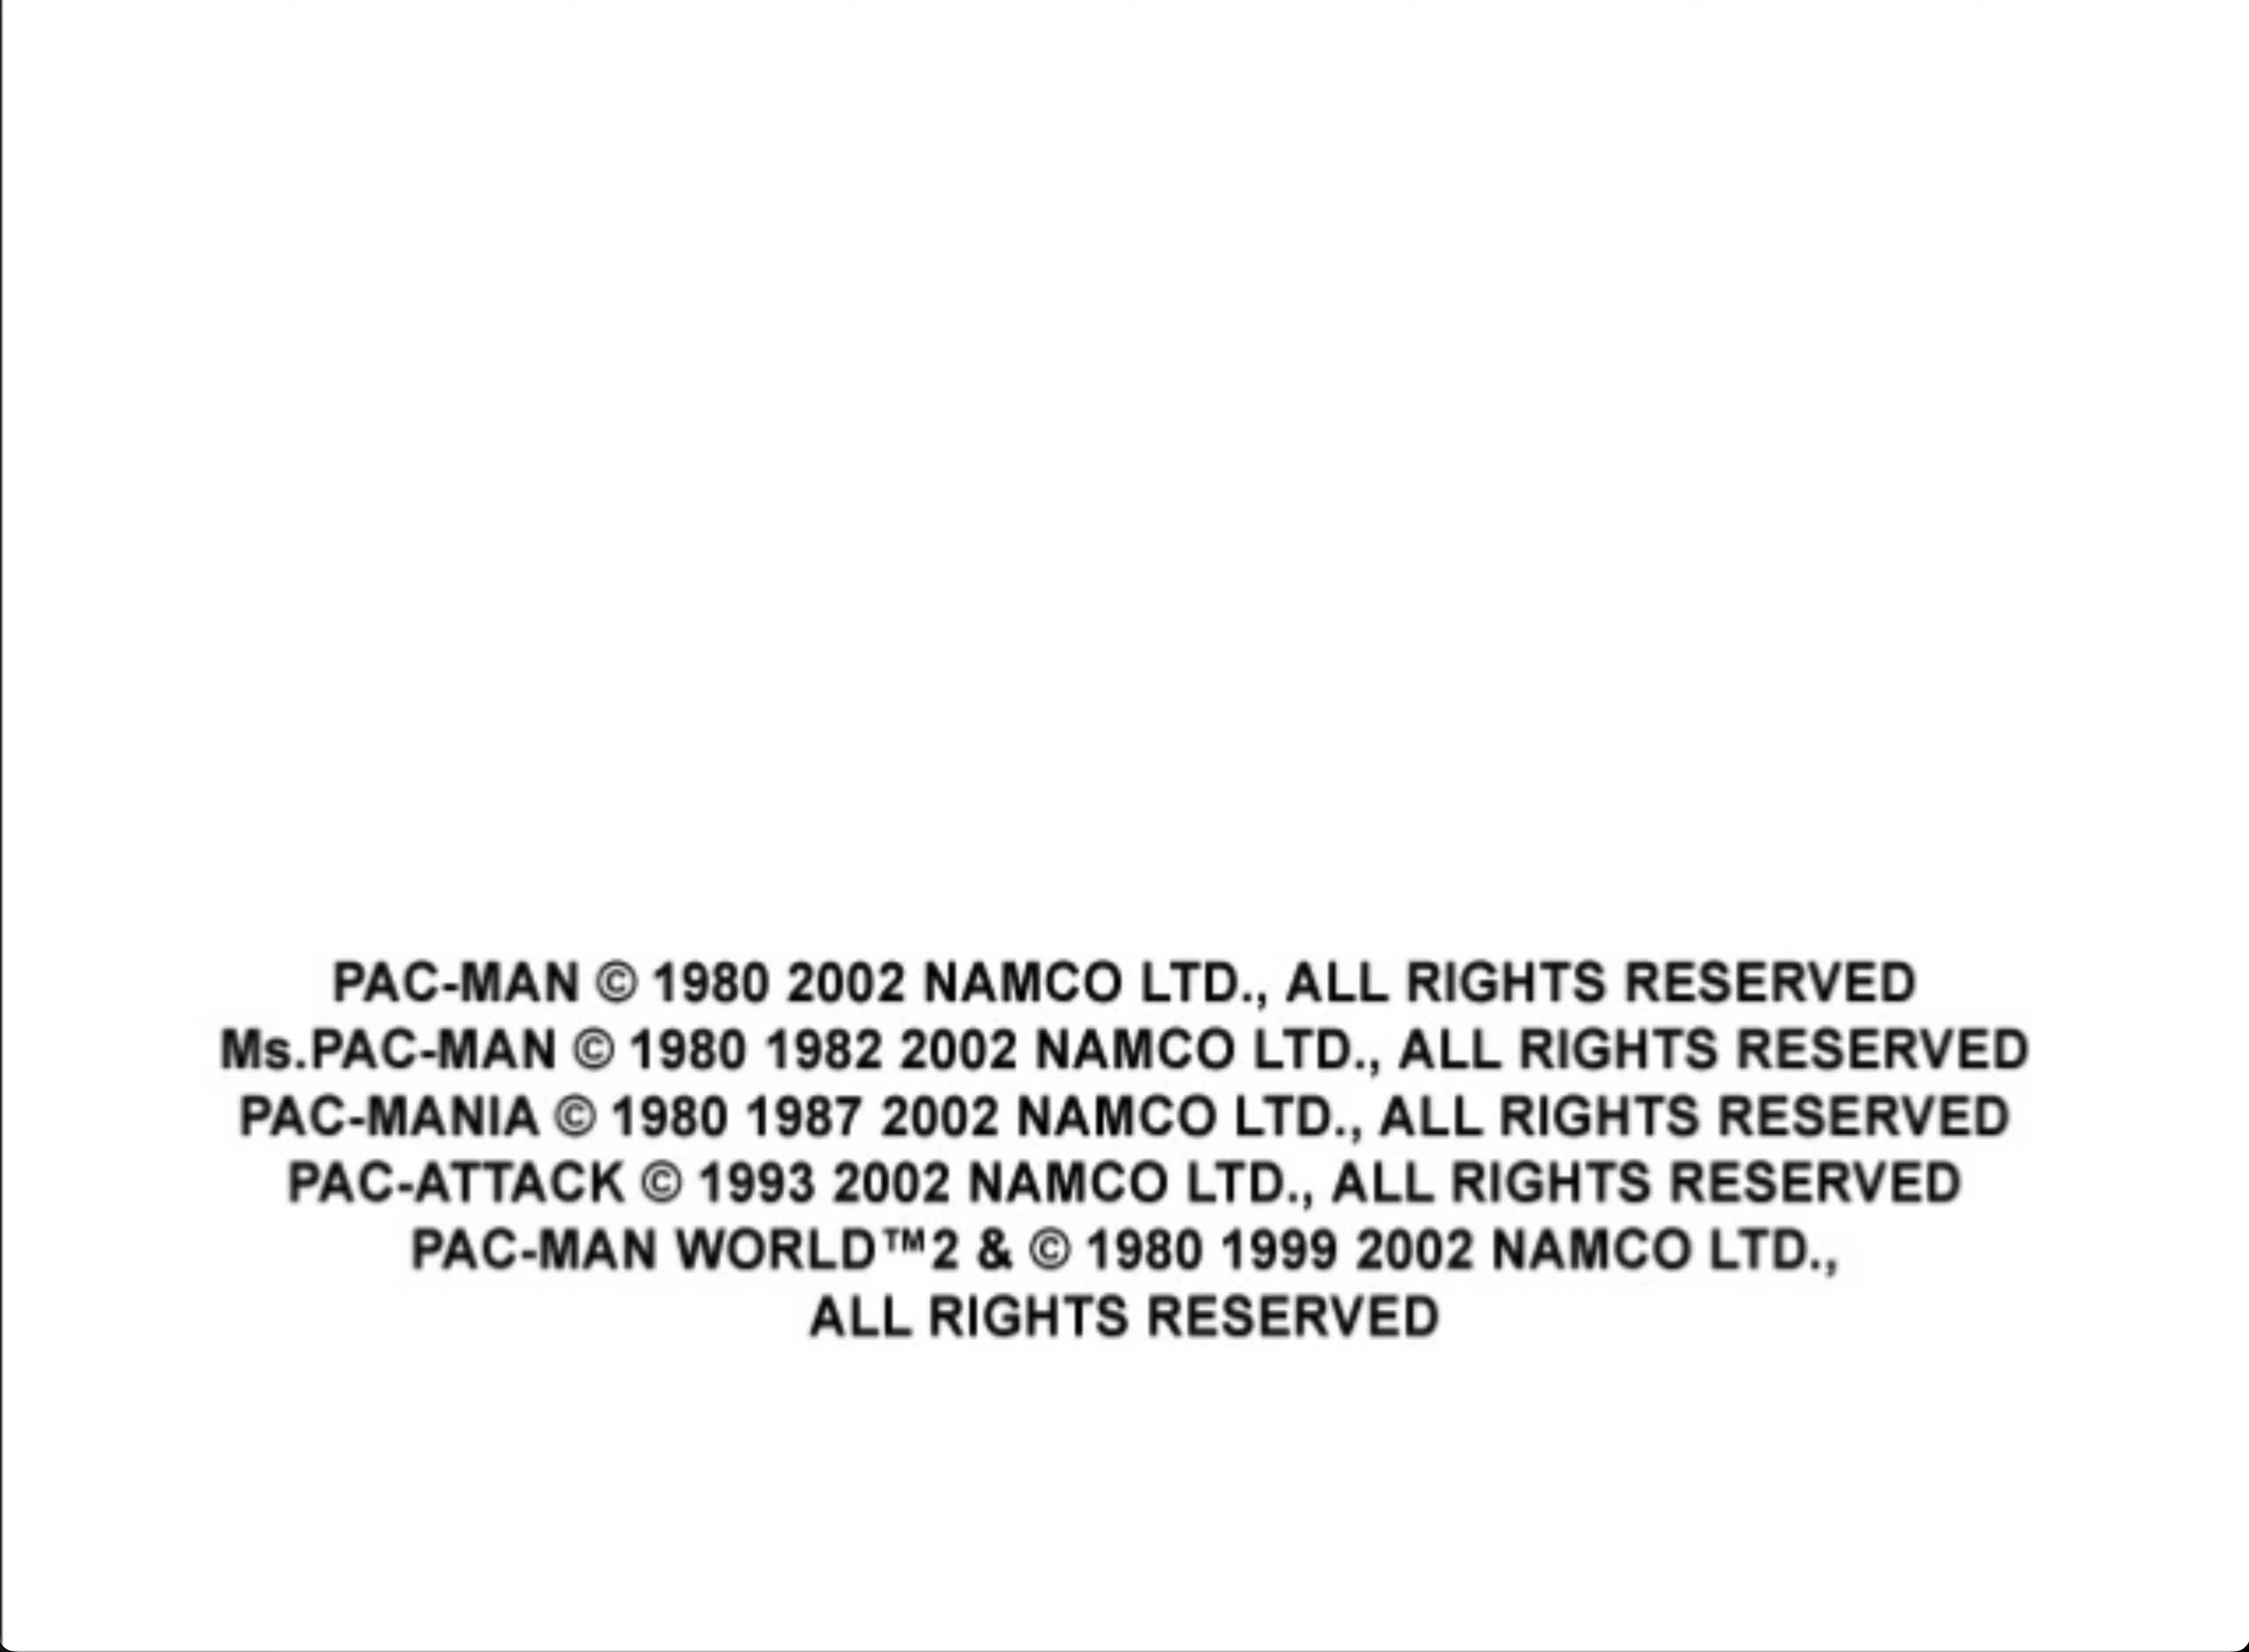 PAC-MAN © 1980 2002 NAMCO LTD., ALL RIGHTS RESERVED
Ms.PAC-MAN © 1980 1982 2002 NAMCO LTD., ALL RIGHTS RESERVED
PAC-MANIA © 1980 1987 2002 NAMCO LTD., ALL RIGHTS RESERVED
PAC-ATTACK © 1993 2002 NAMCO LTD., ALL RIGHTS RESERVED
PAC-MAN WORLD™2 & © 1980 1999 2002 NAMCO LTD.,
ALL RIGHTS RESERVED